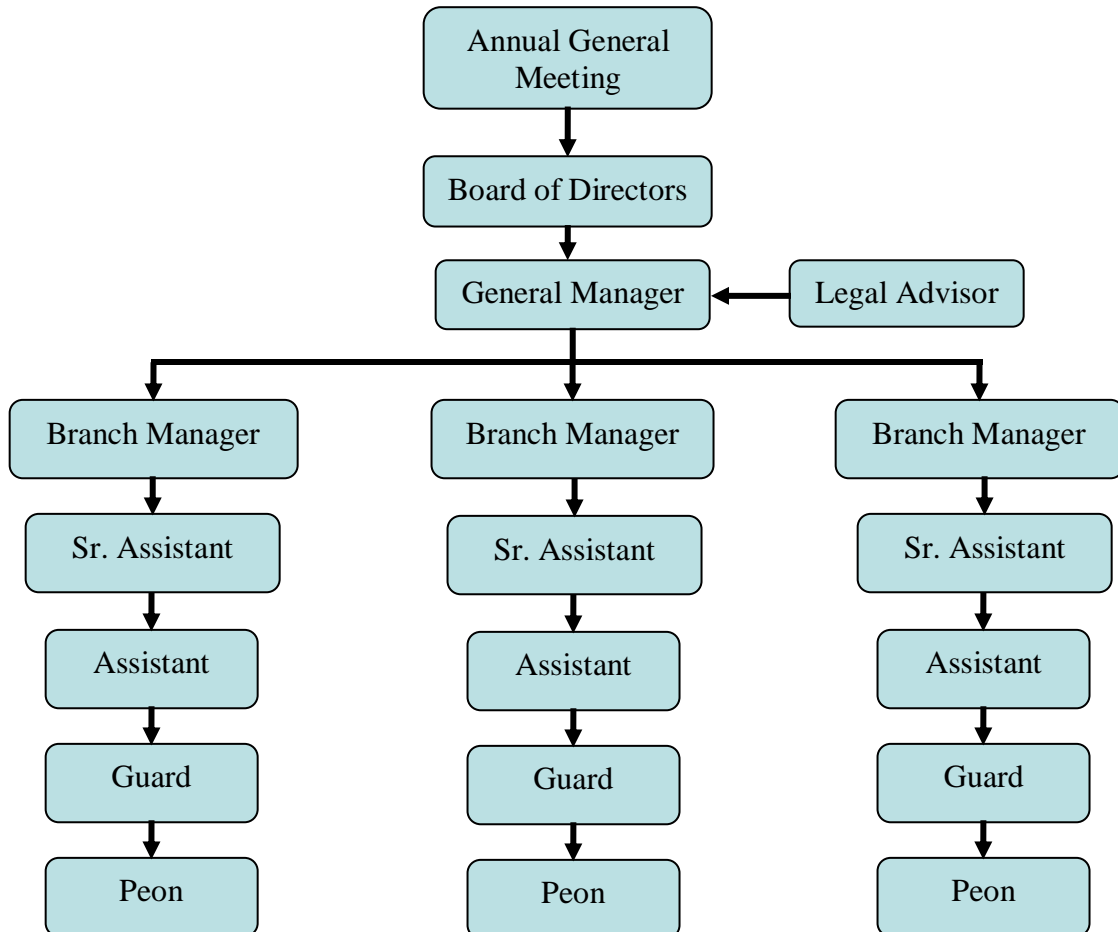 Annual General
Meeting
Board of Directors
General Manager
Legal Advisor
Branch Manager
Branch Manager
Branch Manager
Sr. Assistant
Sr. Assistant
Sr. Assistant
Assistant
Assistant
Assistant
Guard
Guard
Guard
Peon
Peon
Peon